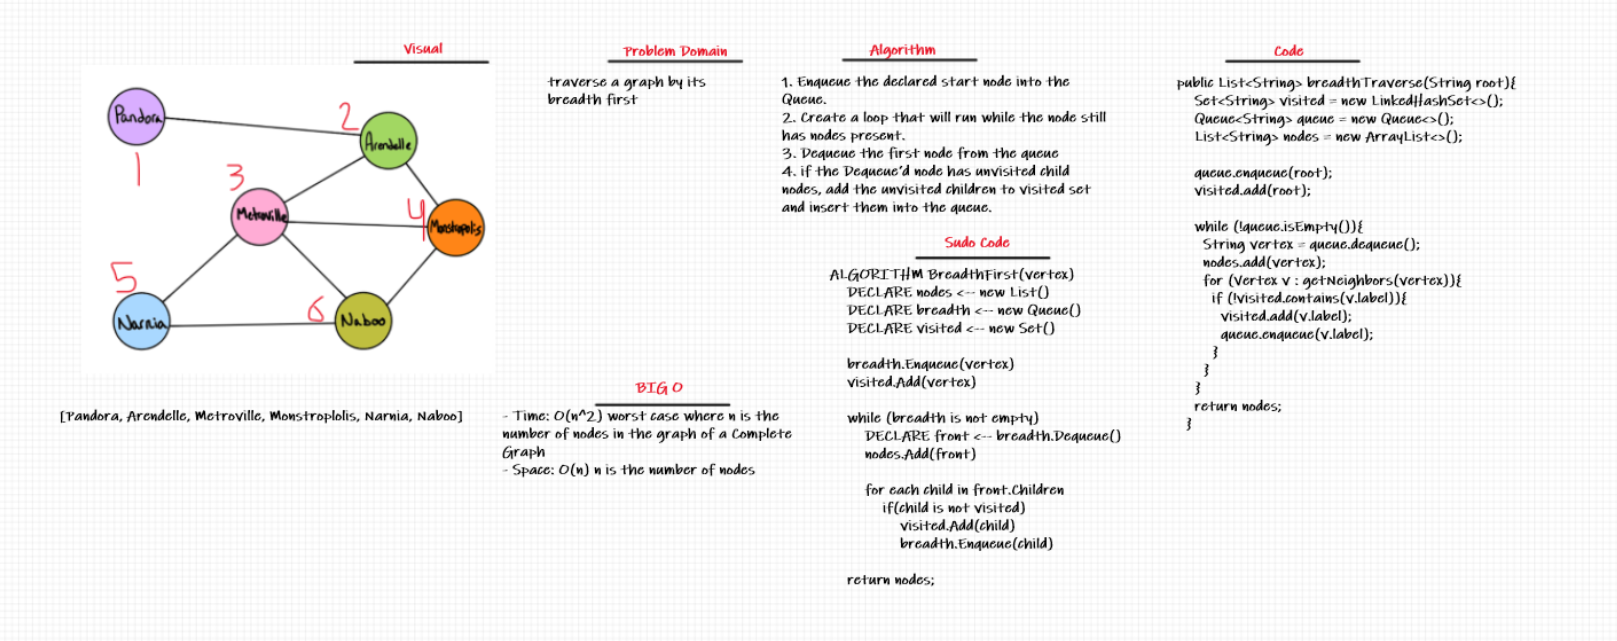 Visual
Pandora
1
2
Arendelle
3
Metroville
4
Monstropolis
5
Narnia
6
Naboo
[Pandora, Arendelle, Metroville, Monstroplolis, Narnia, Naboo]
Problem Domain
traverse a graph by its
breadth first
BIG O
- Time: O(n^2) worst case where n is the
number of nodes in the graph of a Complete
Graph
- Space: O(n) n is the number of nodes
Algorithm
1. Enqueue the declared start node into the
Queue.
2. Create a loop that will run while the node still
has nodes present.
3. Dequeue the first node from the queue
4. if the Dequeue'd node has unvisited child
nodes, add the unvisited children to visited set
and insert them into the queue.
Sudo Code
ALGORITHM BreadthFirst(vertex)
DECLARE nodes <-- new List()
DECLARE breadth <-- new Queue()
DECLARE visited <-- new Set()
breadth.Enqueue(vertex)
visited.Add(vertex)
while (breadth is not empty)
DECLARE front <-- breadth.Dequeue()
nodes.Add(front)
for each child in front.Children
if(child is not visited)
visited.Add(child)
breadth.Enqueue(child)
return nodes;
Code
public List<String> breadthTraverse(String root){
Set<String> visited = new LinkedHashSet<>();
Queue<String> queue = new Queue<>();
List<String> nodes = new ArrayList<>();
queue.enqueue(root);
visited.add(root);
while (!queue.isEmpty()){
String vertex = queue.dequeue();
nodes.add(vertex);
for (Vertex v : getNeighbors(vertex)){
if (!visited.contains(v.label)){
visited.add(v.label);
queue.enqueue(v.label);
}
}
}
return nodes;
}